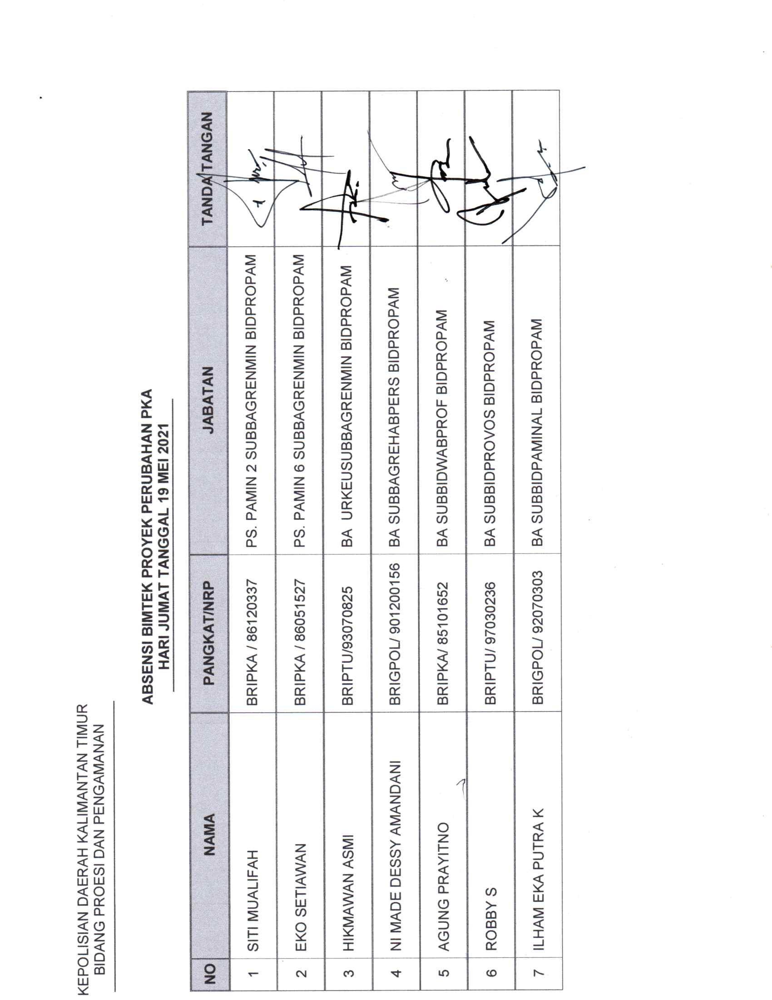 KEPOLISIAN DAERAH KALIMANTAN TIMUR
BIDANG PROESI DAN PENGAMANAN
ABSENSI BIMTEK PROYEK PERUBAHAN PKA
HARI JUMAT TANGGAL 19 MEI 2021
NO NAMA PANGKAT/NRP JABATAN TANDA TANGAN
1 SITI MUALIFAH BRIPKA / 86120337 PS. PAMIN 2 SUBBAGRENMIN BIDPROPAM
2 EKO SETIAWAN BRIPKA / 86051527 PS. PAMIN 6 SUBBAGRENMIN BIDPROPAM
3 HIKMAWAN ASMI BRIPTU/93070825 BA URKEUSUBBAGRENMIN BIDPROPAM
4 NI MADE DESSY AMANDANI BRIGPOL/ 901200156 BA SUBBAGREHABPERS BIDPROPAM
5 AGUNG PRAYITNO BRIPKA/ 85101652 BA SUBBIDWABPROF BIDPROPAM
6 ROBBY S BRIPTU/ 97030236 BA SUBBIDPROVOS BIDPROPAM
7 ILHAM EKA PUTRA K BRIGPOL/ 92070303 BA SUBBIDPAMINAL BIDPROPAM